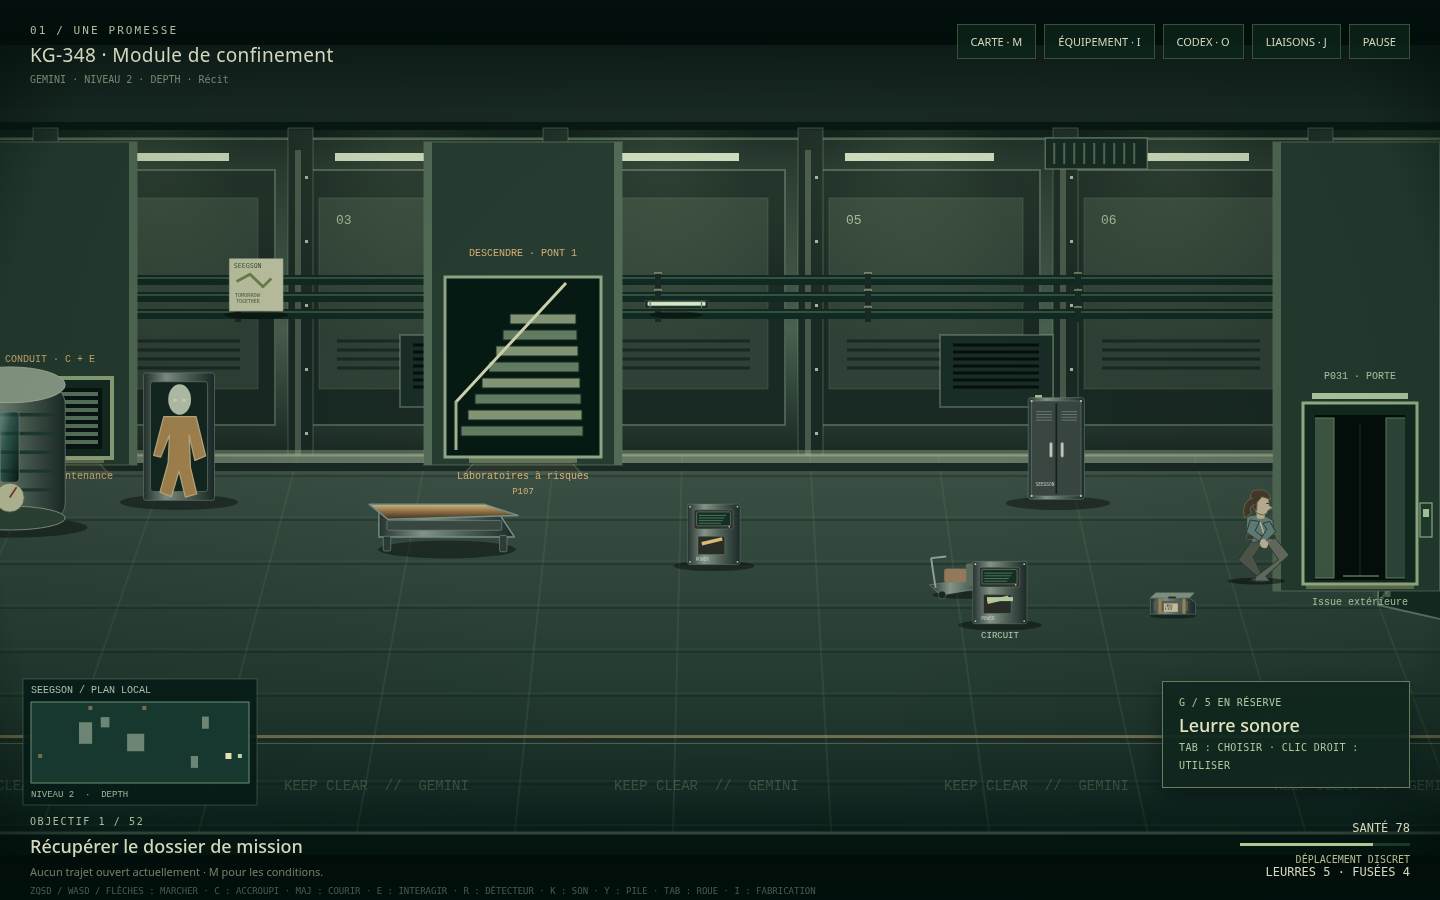 01 / UNE PROMESSE
KG-348 · Module de confinement
GEMINI · NIVEAU 2 · DEPTH · Récit
CARTE · M
ÉQUIPEMENT · I
CODEX · O
LIAISONS · J
PAUSE
03
05
06
DESCENDRE · PONT 1
SEEGSON
TOMORROW
TOGETHER
CONDUIT · C + E
P031 · PORTE
ntenance
Laboratoires à risques
P107
SEEGSON
POWER
POWER
CIRCUIT
Issue extérieure
SEEGSON / PLAN LOCAL
NIVEAU 2 · DEPTH
G / 5 EN RÉSERVE
Leurre sonore
TAB : CHOISIR · CLIC DROIT :
UTILISER
KEEP CLEAR // GEMINI
KEEP CLEAR // GEMINI
KEEP CLEAR // GEMINI
OBJECTIF 1 / 52
Récupérer le dossier de mission
Aucun trajet ouvert actuellement · M pour les conditions.
ZQSD / WASD / FLÈCHES : MARCHER · C : ACCROUPI · MAJ : COURIR · E : INTERAGIR · R : DÉTECTEUR · K : SON · Y : PILE · TAB : ROUE · I : FABRICATION
SANTÉ 78
DÉPLACEMENT DISCRET
LEURRES 5 · FUSÉES 4